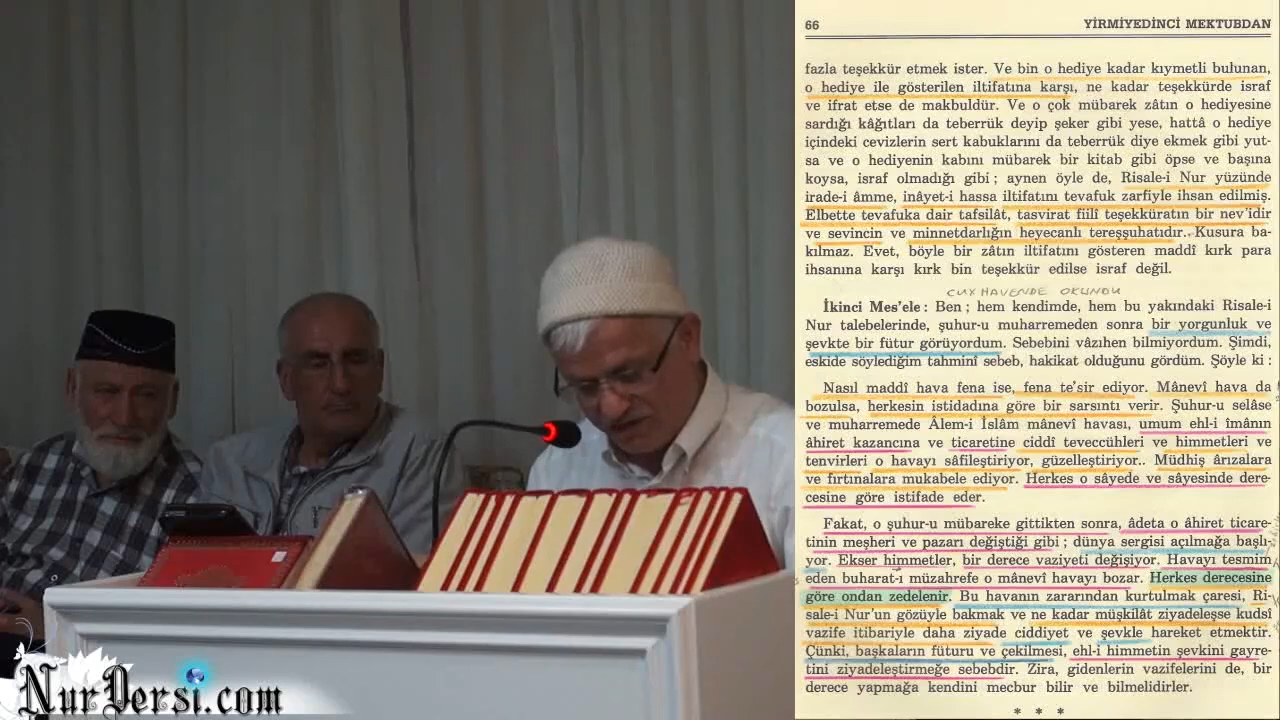 66
YİRMİYEDİNCİ MEKTUBDAN
fazla teşekkür etmek ister. Ve bin o hediye kadar kıymetli bulunan,
o hediye ile gösterilen iltifatına karşı, ne kadar teşekkürde israf
ve ifrat etse de makbuldür. Ve o çok mübarek zâtın o hediyesine
sardığı kâğıtları da teberrük deyip şeker gibi yese, hattâ o hediye
içindeki cevizlerin sert kabuklarını da teberrük diye ekmek gibi yut-
sa ve o hediyenin kabını mübarek bir kitab gibi öpse ve başına
koysa, israf olmadığı gibi; aynen öyle de, Risale-i Nur yüzünde
irade-i âmme, inâyet-i hassa iltifatını tevafuk zarfiyle ihsan edilmiş.
Elbette tevafuka dair tafsilât, tasvirat fiilî teşekküratın bir nev'idir
ve sevincin ve minnetdarlığın heyecanlı tereşşuhatıdır.. Kusura ba-
kılmaz. Evet, böyle bir zâtın iltifatını gösteren maddî kırk para
ihsanına karşı kırk bin teşekkür edilse israf değil.
CUXHAVENDE OKUNDU
İkinci Mes'ele: Ben; hem kendimde, hem bu yakındaki Risale-i
Nur talebelerinde, şuhur-u muharremeden sonra bir yorgunluk ve
şevkte bir fütur görüyordum. Sebebini vâzıhen bilmiyordum. Şimdi,
eskide söylediğim tahminî sebeb, hakikat olduğunu gördüm. Şöyle ki:
Nasıl maddî hava fena ise, fena te'sir ediyor. Mânevî hava da
bozulsa, herkesin istidadına göre bir sarsıntı verir. Şuhur-u selâse
ve muharremede Âlem-i İslâm mânevî havası, umum ehl-i îmânın
âhiret kazancına ve ticaretine ciddî teveccühleri ve himmetleri ve
tenvirleri o havayı sâfileştiriyor, güzelleştiriyor.. Müdhiş ârızalara
ve fırtınalara mukabele ediyor. Herkes o sâyede ve sâyesinde dere-
cesine göre istifade eder.
Fakat, o şuhur-u mübareke gittikten sonra, âdeta o âhiret ticare-
tinin meşheri ve pazarı değiştiği gibi; dünya sergisi açılmağa başlı-
yor. Ekser himmetler, bir derece vaziyeti değişiyor. Havayı tesmim
eden buharat-ı müzahrefe o mânevî havayı bozar. Herkes derecesine
göre ondan zedelenir. Bu havanın zararından kurtulmak çaresi, Ri-
sale-i Nur'un gözüyle bakmak ve ne kadar müşkilât ziyadeleşse kudsî
vazife itibariyle daha ziyade ciddiyet ve şevkle hareket etmektir.
Çünki, başkaların füturu ve çekilmesi, ehl-i himmetin şevkini gayre-
tini ziyadeleştirmeğe sebebdir. Zira, gidenlerin vazifelerini de, bir
derece yapmağa kendini mecbur bilir ve bilmelidirler.
* * *
NurDersi.com